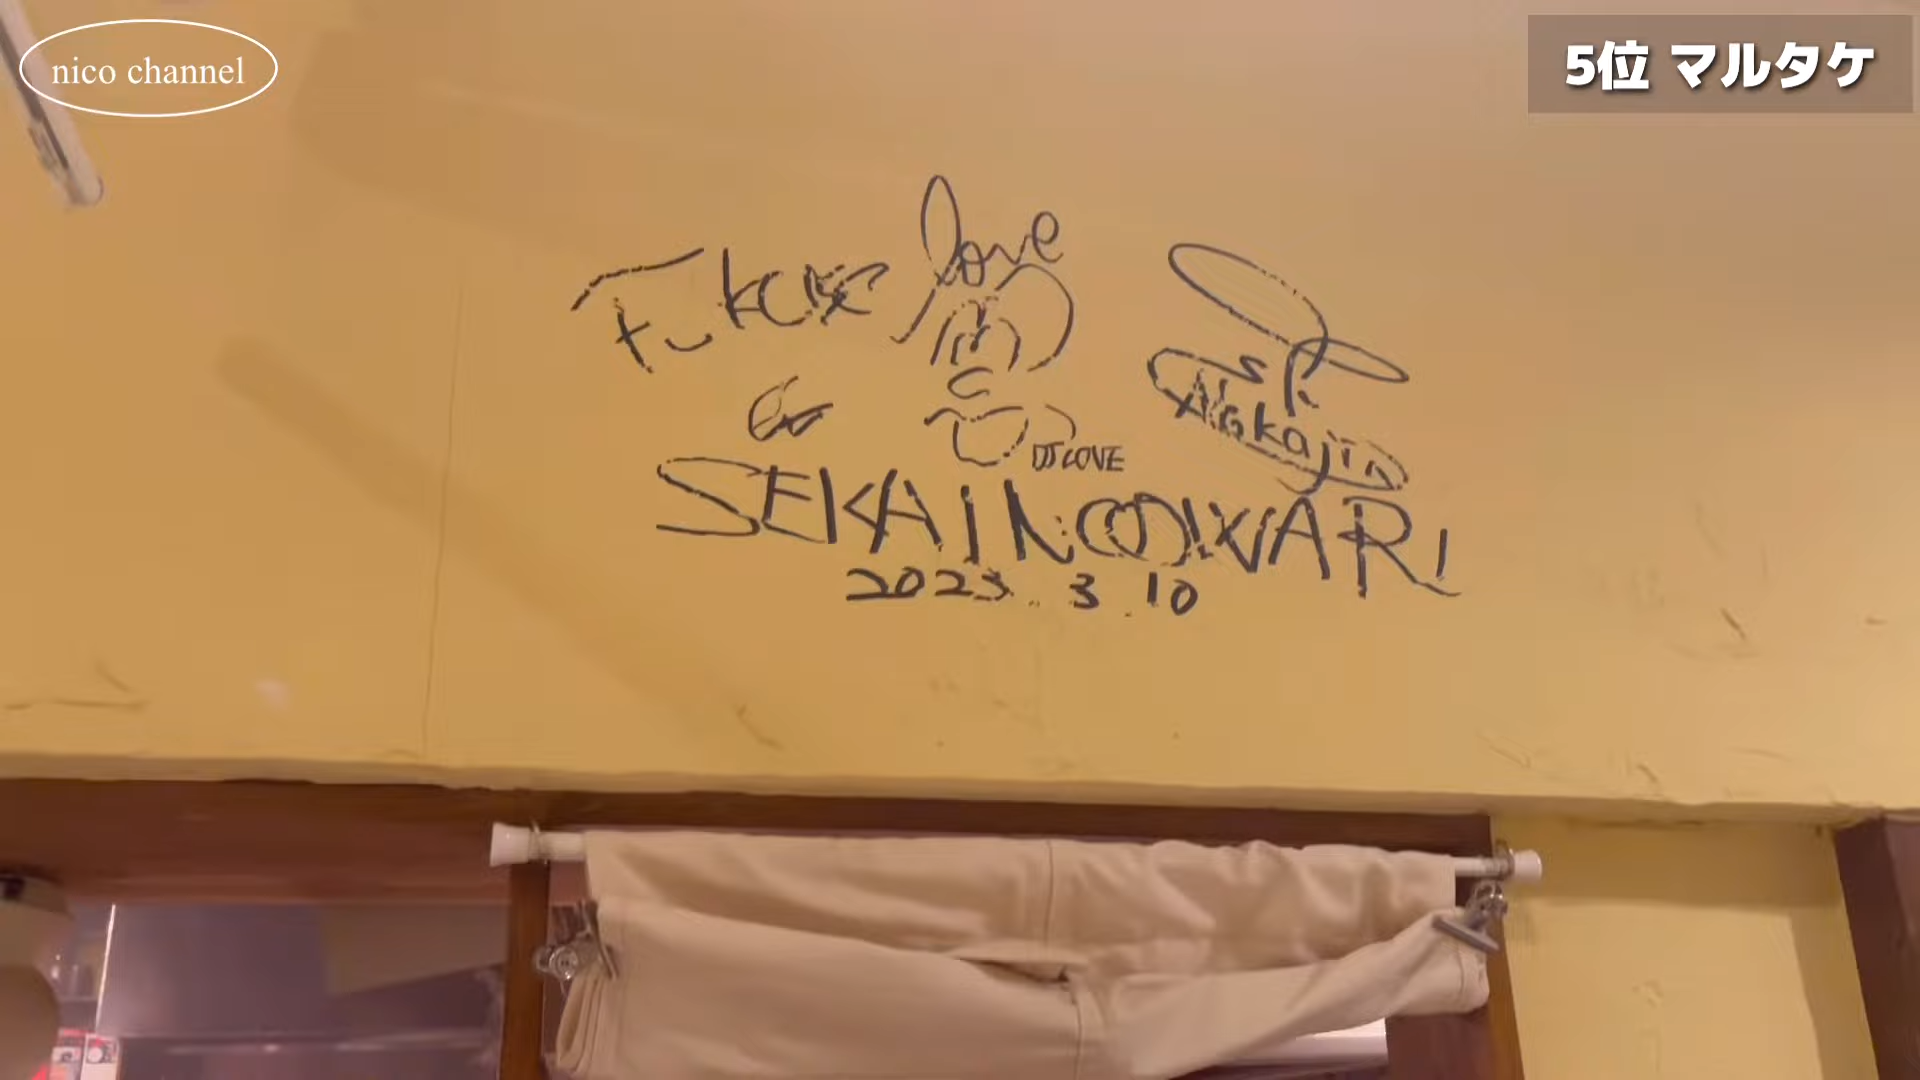 nico channel
5位 マルタケ
Fukase
love
Nakajin
DJ LOVE
SEKAI NO OWARI
2023. 3. 10